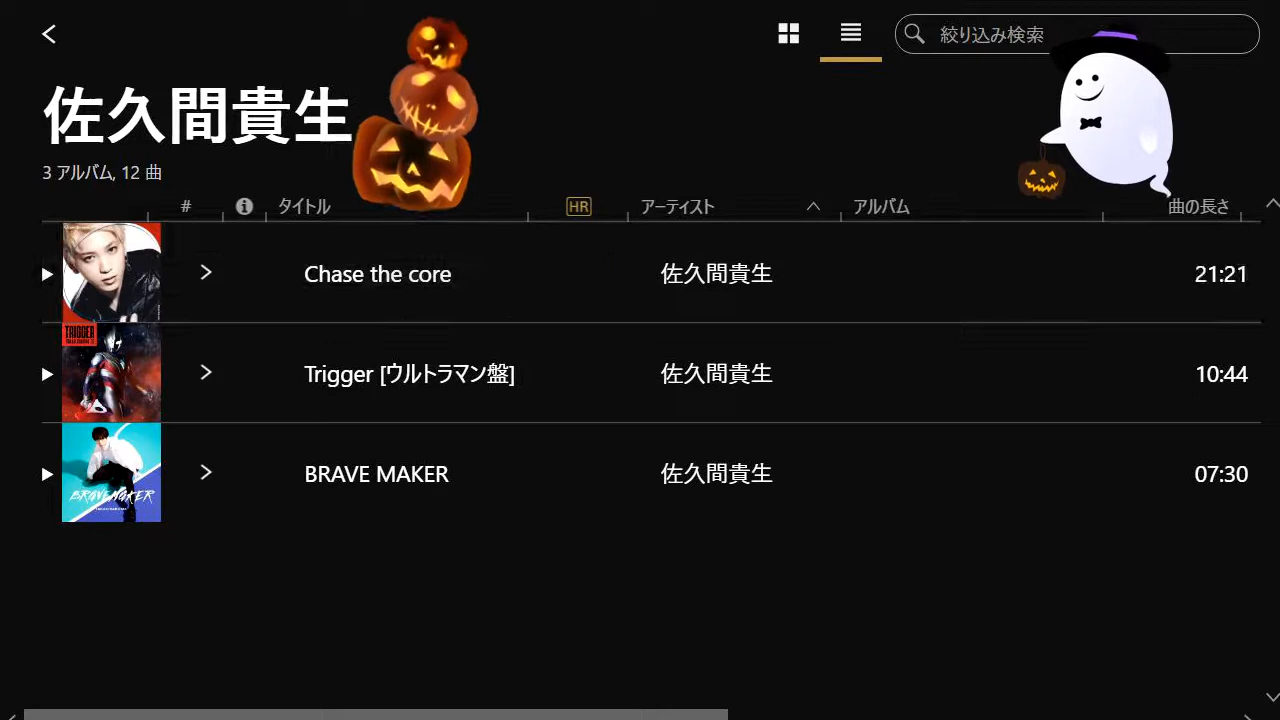 絞り込み検索
佐久間貴生
3 アルバム, 12 曲
# タイトル HR アーティスト アルバム 曲の長さ
Chase the core 佐久間貴生 21:21
TRIGGER
Trigger [ウルトラマン盤] 佐久間貴生 10:44
BRAVE MAKER
BRAVE MAKER 佐久間貴生 07:30